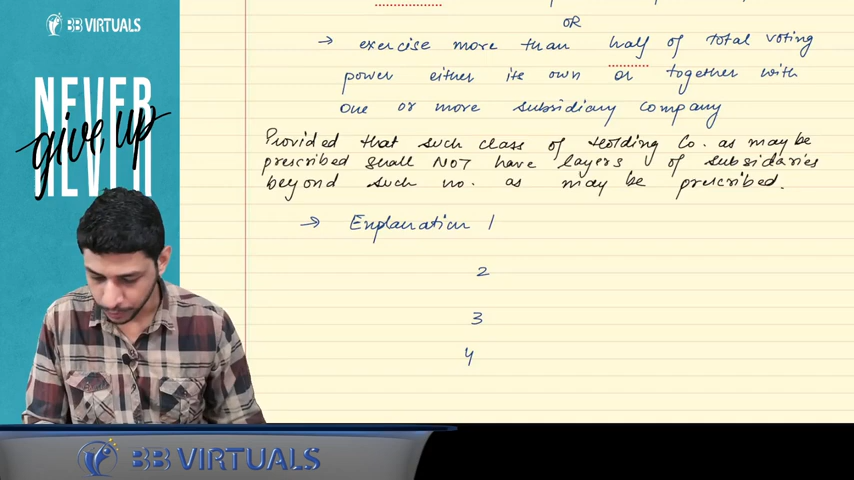 BB VIRTUALS
NEVER
give up
NEVER
OR
→ exercise more than half of total voting
power either its own or together with
one or more subsidiary company
Provided that such class of Holding Co. as may be
prescribed shall NOT have layers of subsidaries
beyond such no. as may be prescribed.
→ Explanation 1
2
3
4
BB VIRTUALS